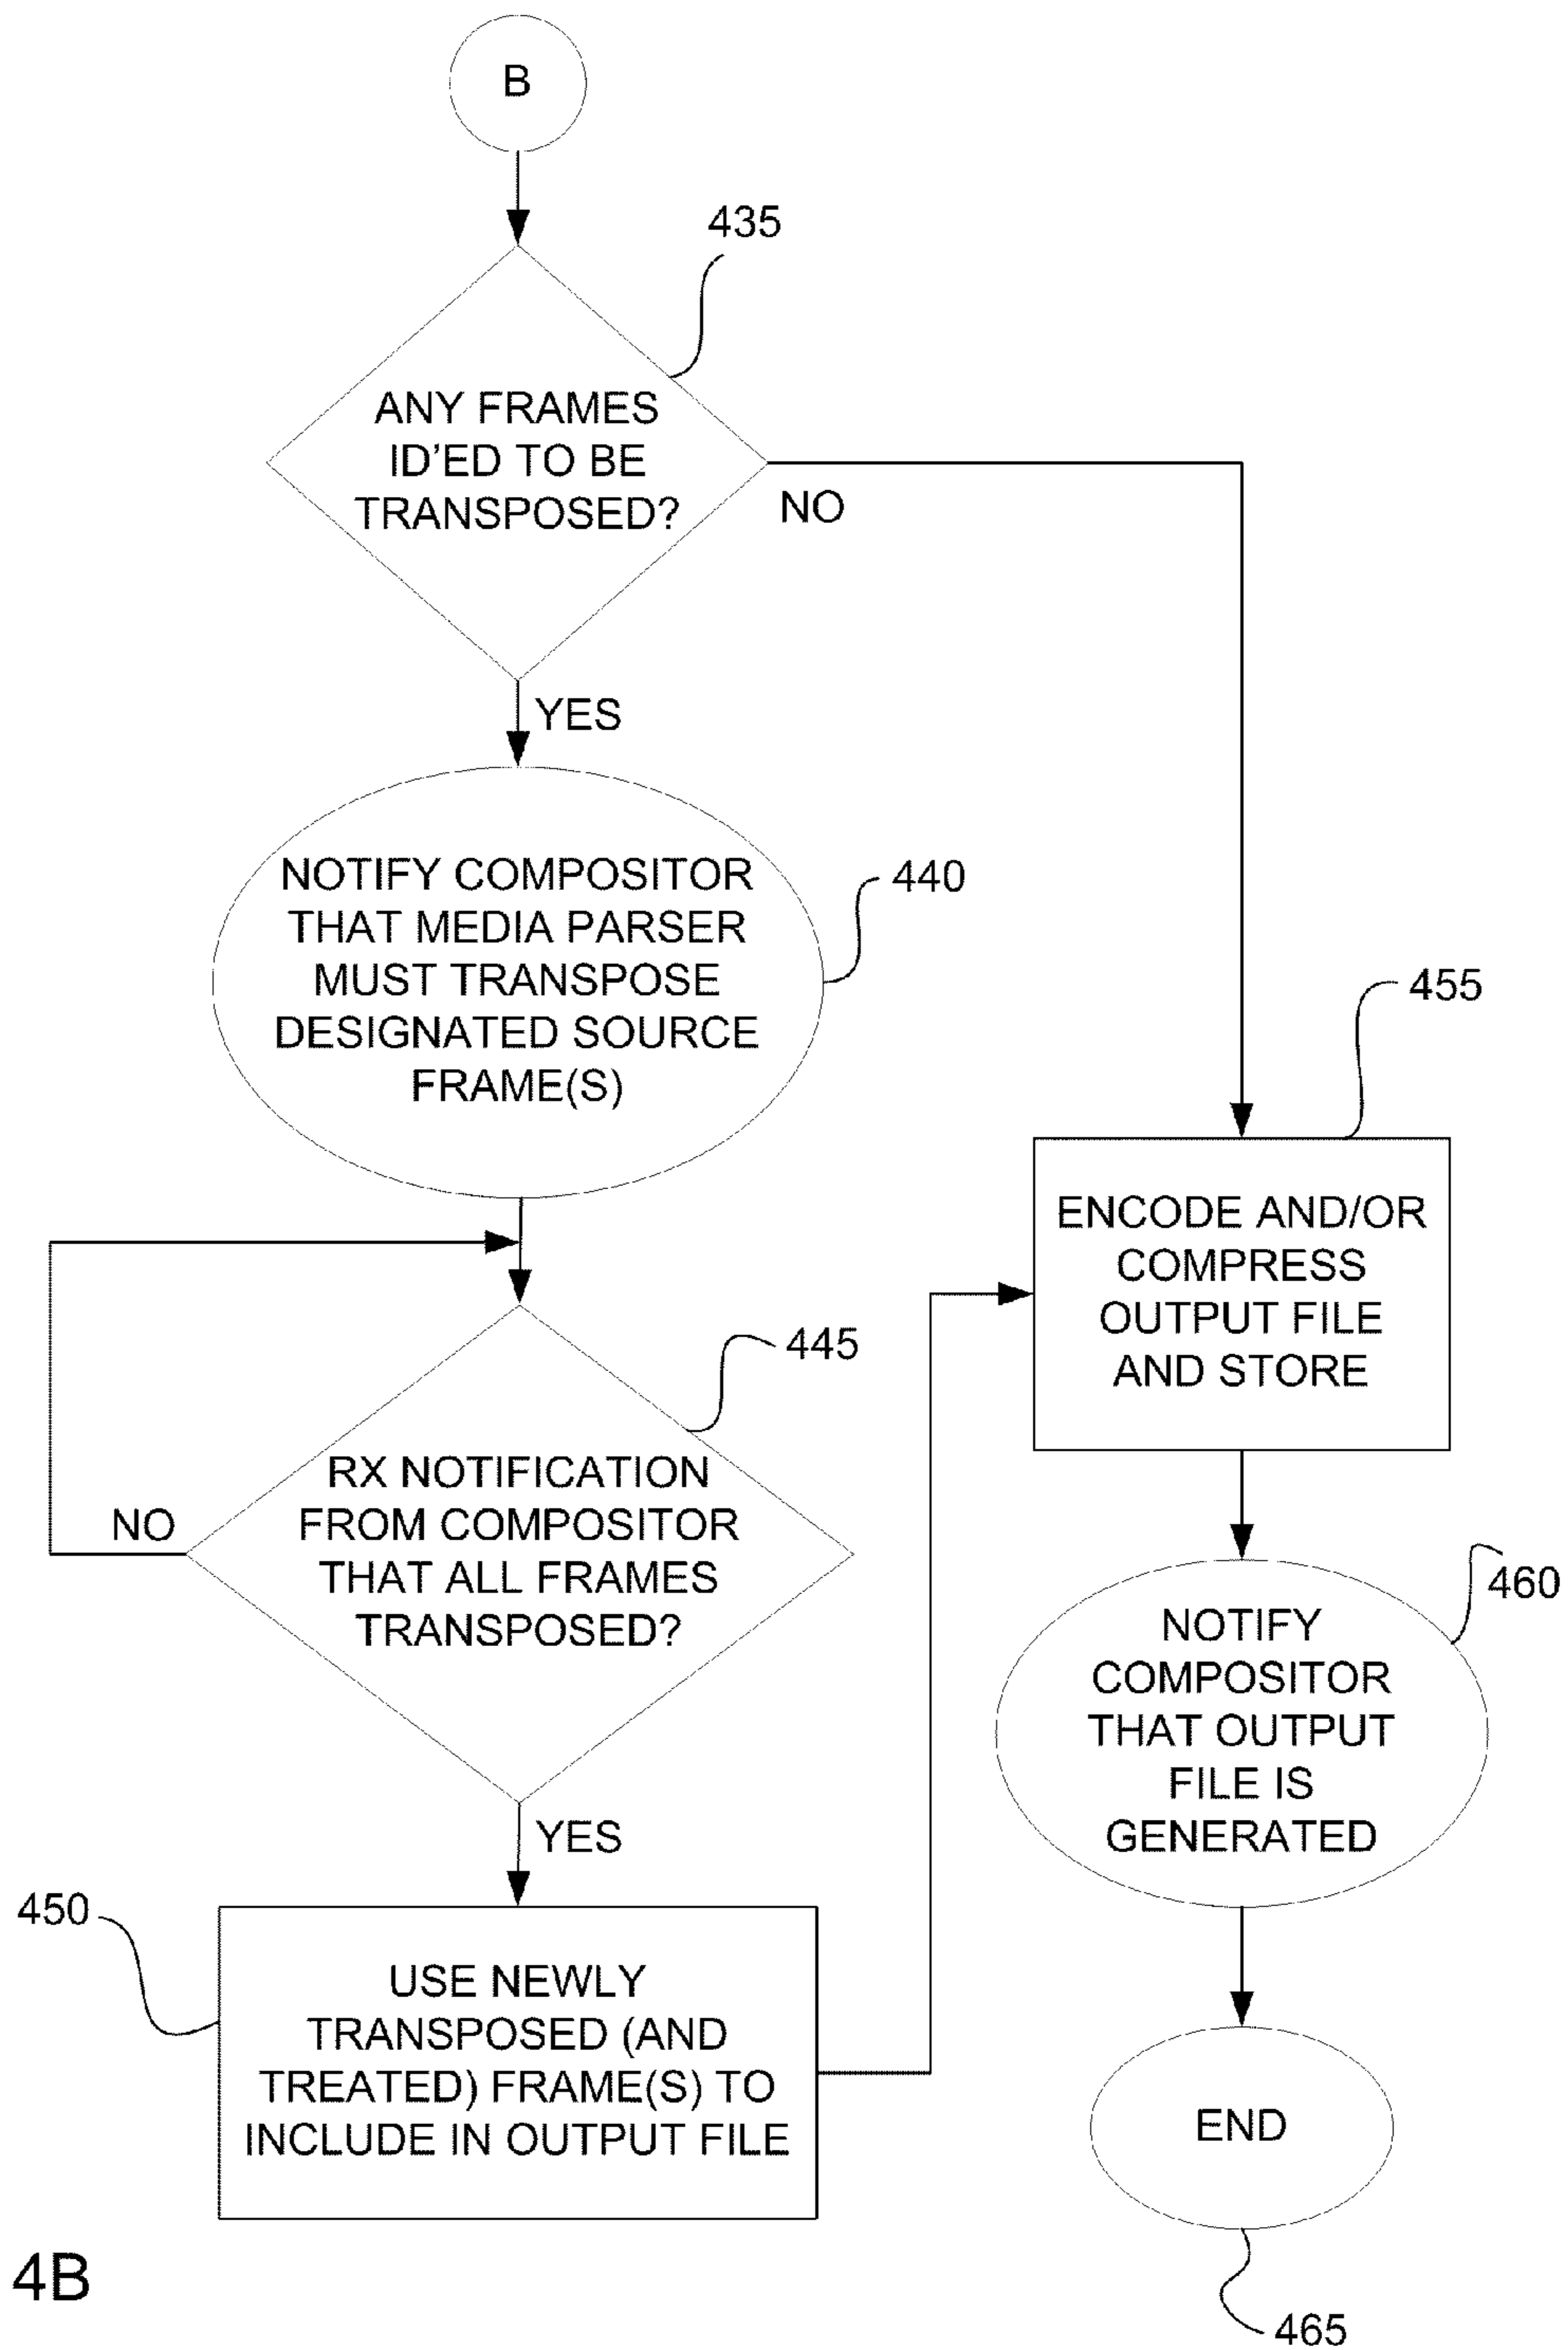 B
435
ANY FRAMES
ID'ED TO BE
TRANSPOSED?
NO
YES
NOTIFY COMPOSITOR
THAT MEDIA PARSER
MUST TRANSPOSE
DESIGNATED SOURCE
FRAME(S)
440
455
ENCODE AND/OR
COMPRESS
OUTPUT FILE
AND STORE
445
RX NOTIFICATION
FROM COMPOSITOR
THAT ALL FRAMES
TRANSPOSED?
NO
YES
460
NOTIFY
COMPOSITOR
THAT OUTPUT
FILE IS
GENERATED
450
USE NEWLY
TRANSPOSED (AND
TREATED) FRAME(S) TO
INCLUDE IN OUTPUT FILE
END
465
4B